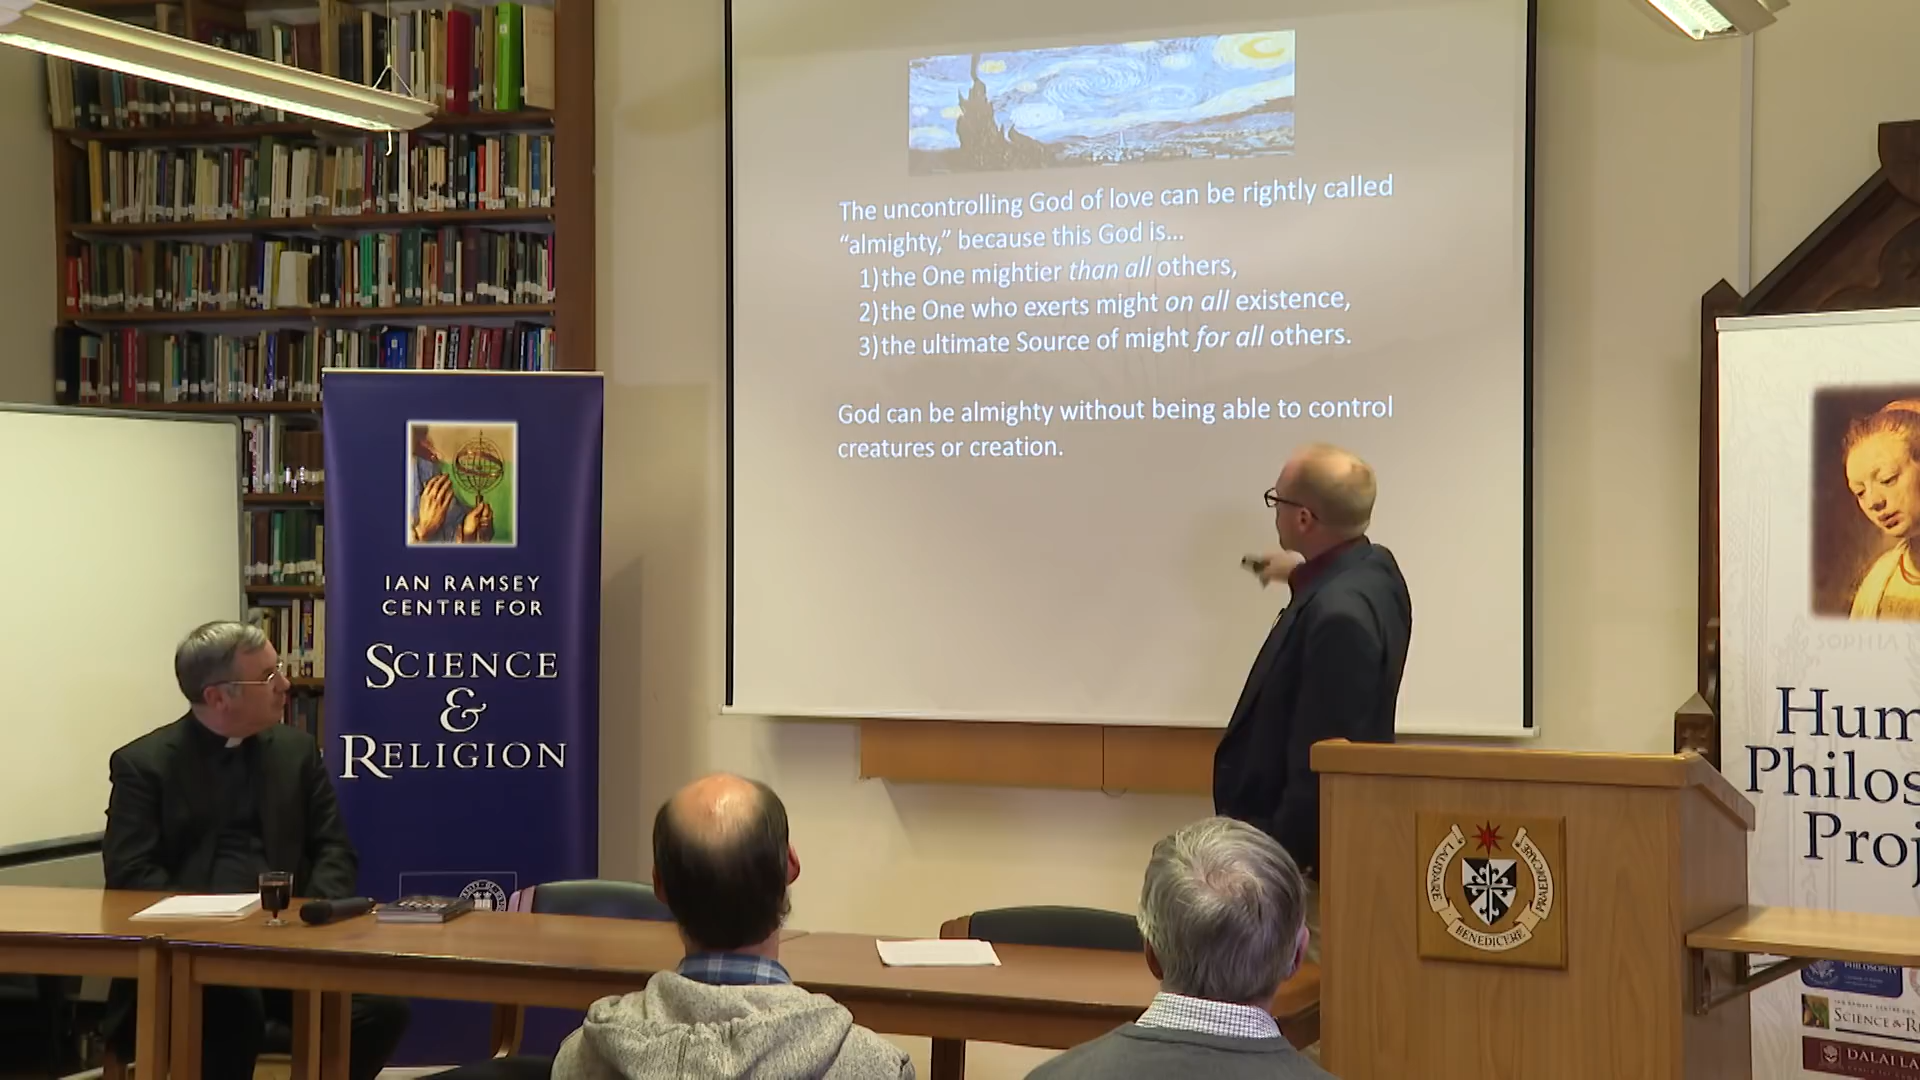 The uncontrolling God of love can be rightly called
“almighty,” because this God is...
1) the One mightier than all others,
2) the One who exerts might on all existence,
3) the ultimate Source of might for all others.
God can be almighty without being able to control
creatures or creation.
IAN RAMSEY
CENTRE FOR
SCIENCE
&
RELIGION
LAUDARE
BENEDICERE
PRAEDICARE
SOPHIA
Hum
Philos
Proj
PHILOSOPHY
SCIENCE & R
DALAI LA